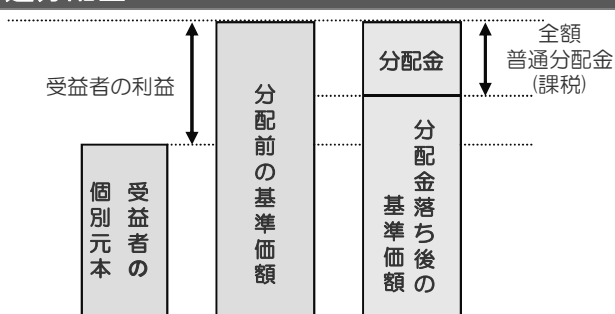 受益者の利益
受益者の
個別元本
分配前の基準価額
分配金
分配金落ち後の
基準価額
全額
普通分配金
(課税)